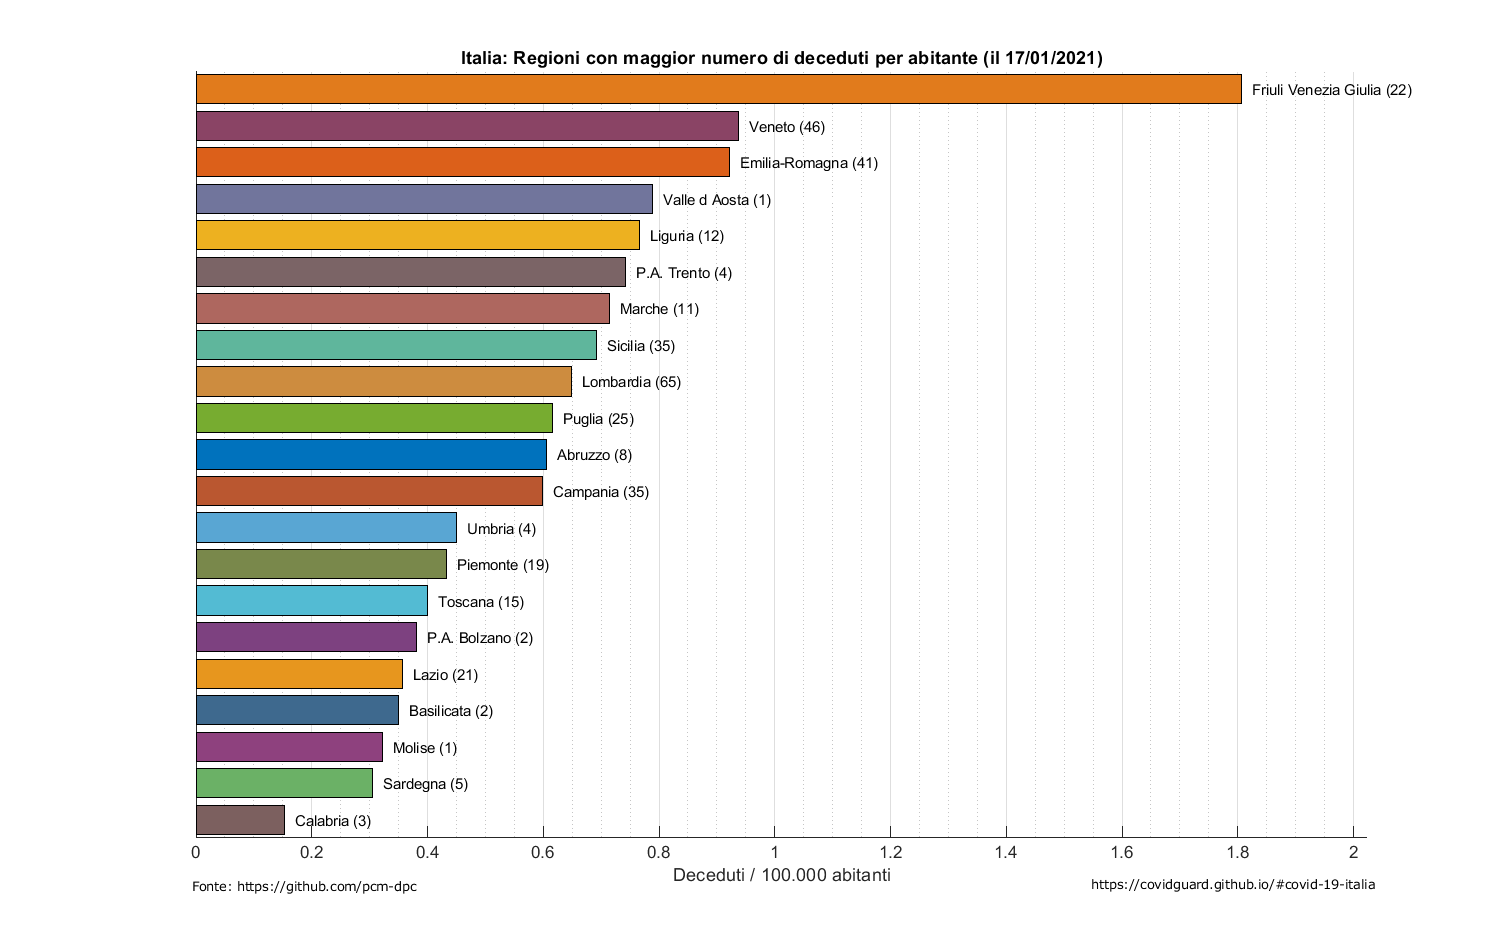 Italia: Regioni con maggior numero di deceduti per abitante (il 17/01/2021)
Friuli Venezia Giulia (22)
Veneto (46)
Emilia-Romagna (41)
Valle d Aosta (1)
Liguria (12)
P.A. Trento (4)
Marche (11)
Sicilia (35)
Lombardia (65)
Puglia (25)
Abruzzo (8)
Campania (35)
Umbria (4)
Piemonte (19)
Toscana (15)
P.A. Bolzano (2)
Lazio (21)
Basilicata (2)
Molise (1)
Sardegna (5)
Calabria (3)
0 0.2 0.4 0.6 0.8 1 1.2 1.4 1.6 1.8 2
Deceduti / 100.000 abitanti
Fonte: https://github.com/pcm-dpc
https://covidguard.github.io/#covid-19-italia